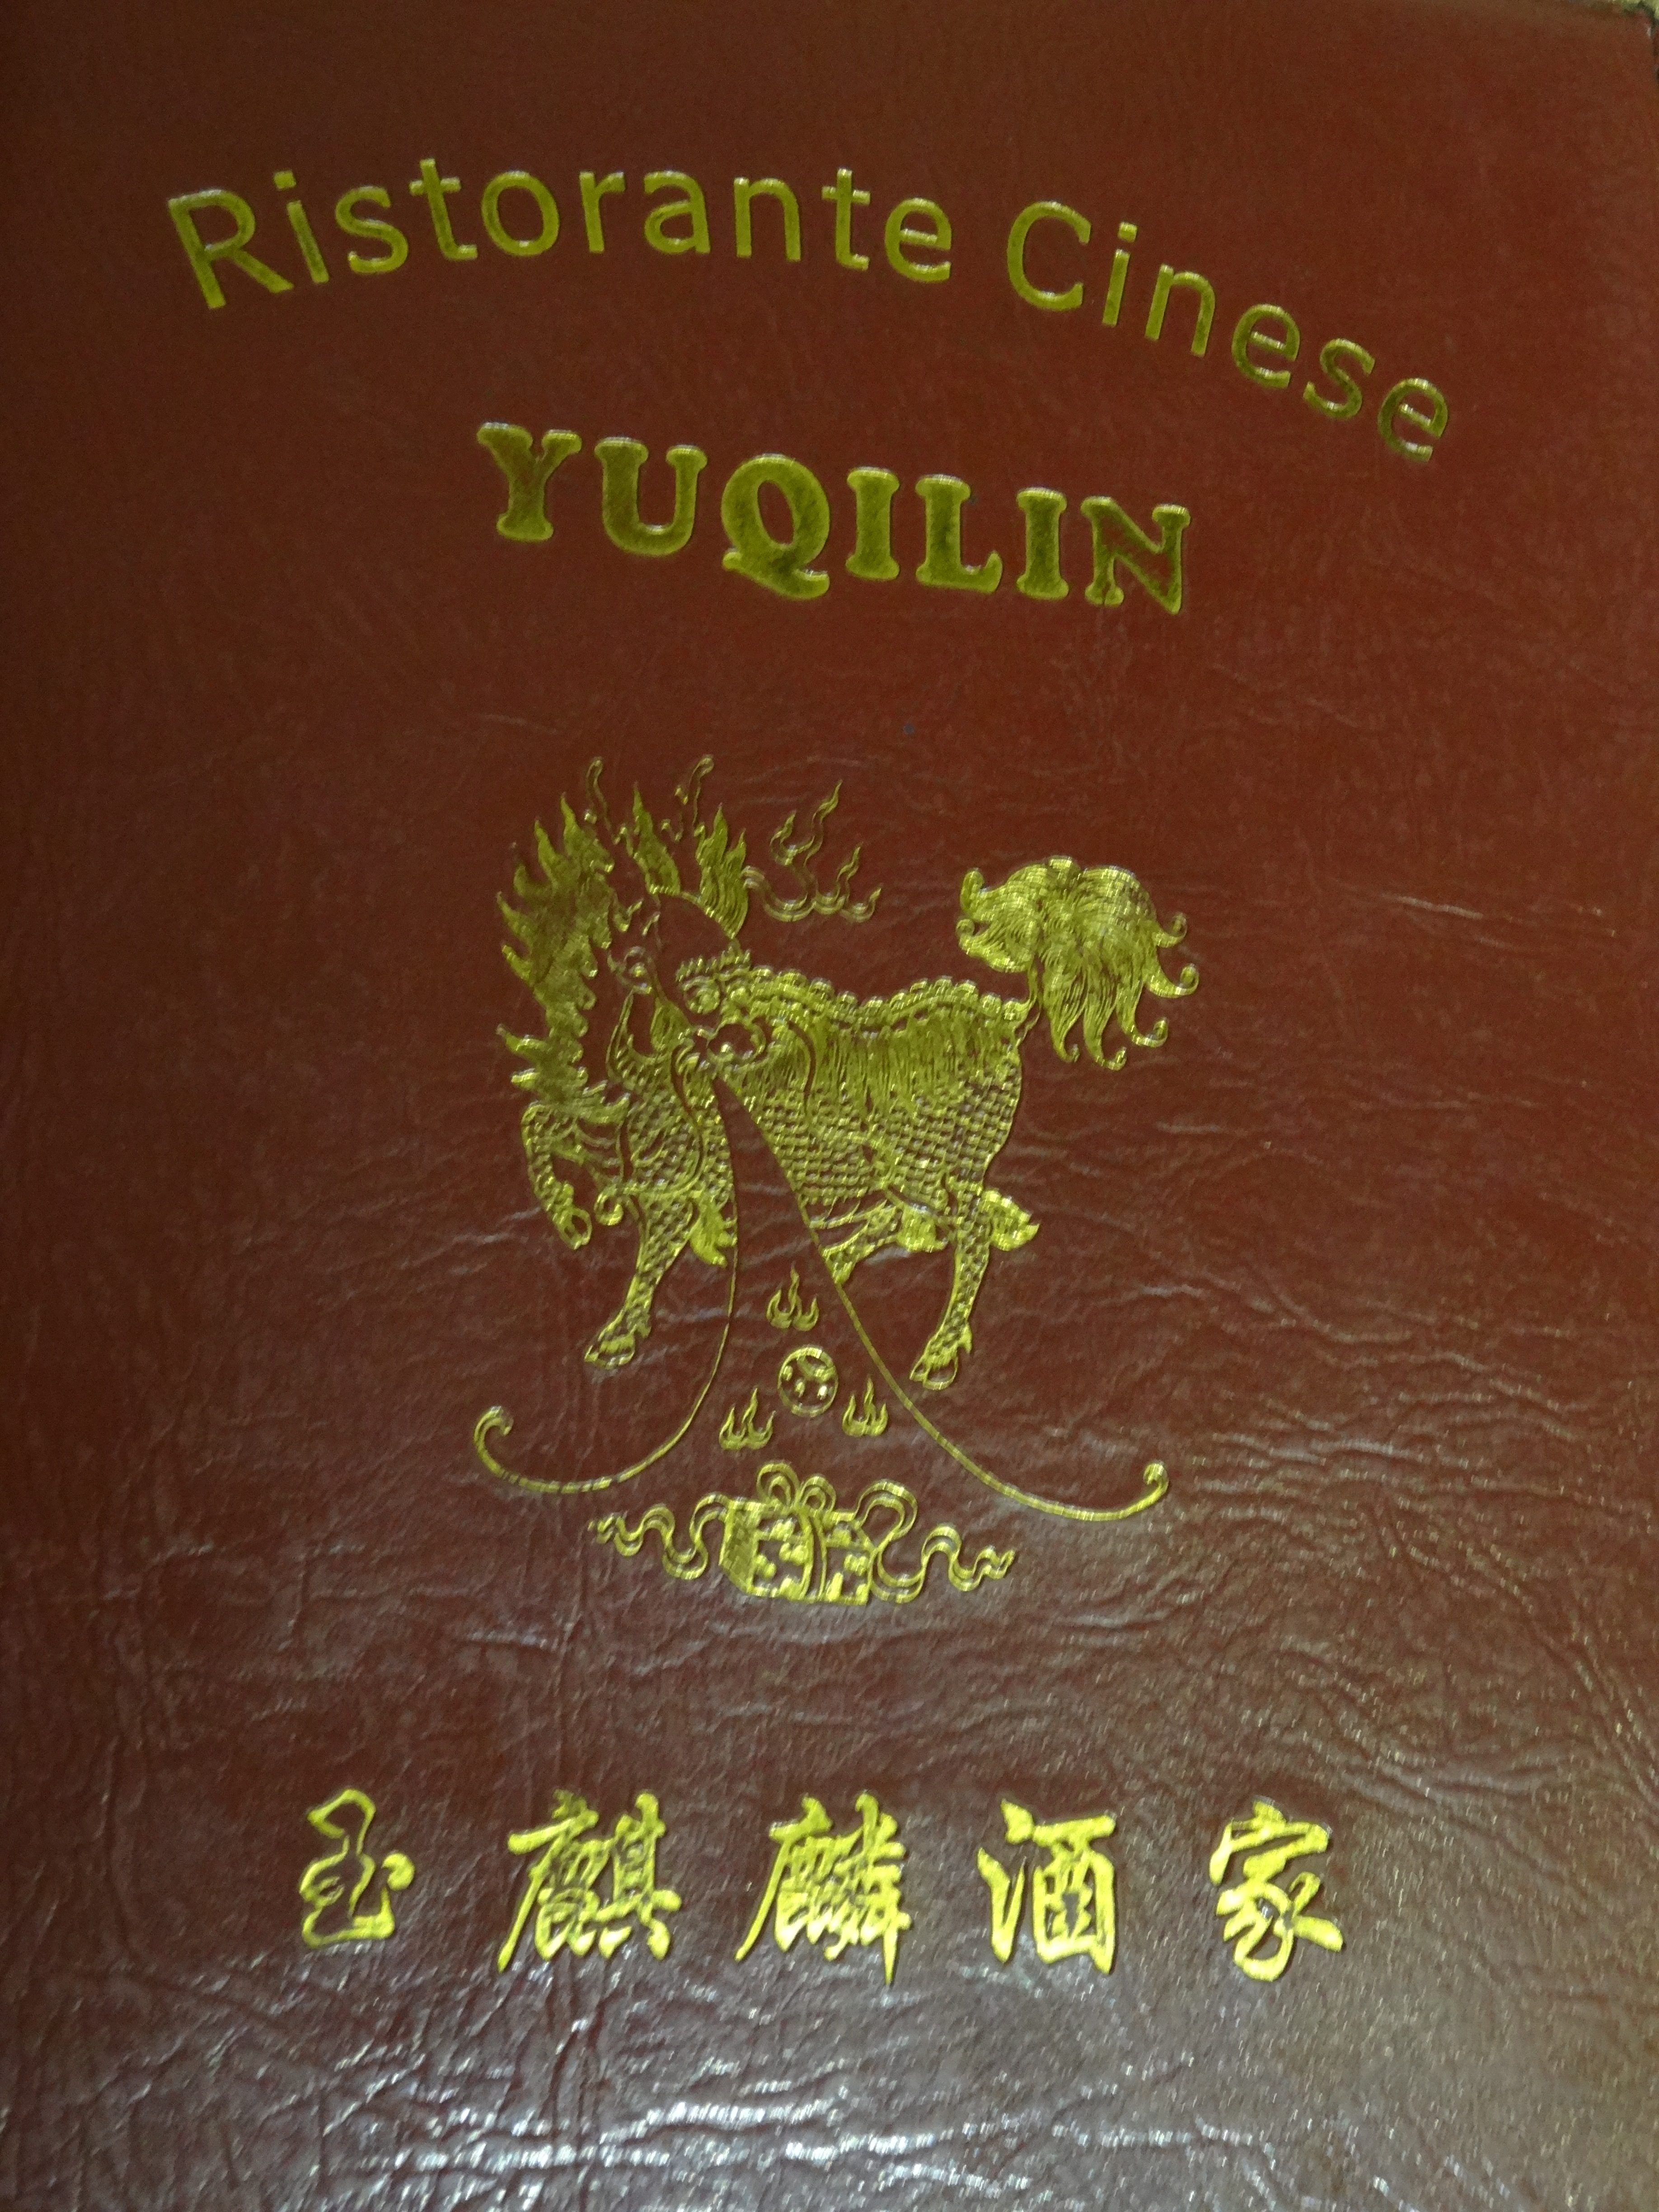 Ristorante Cinese
YUQILIN
玉麒麟酒家